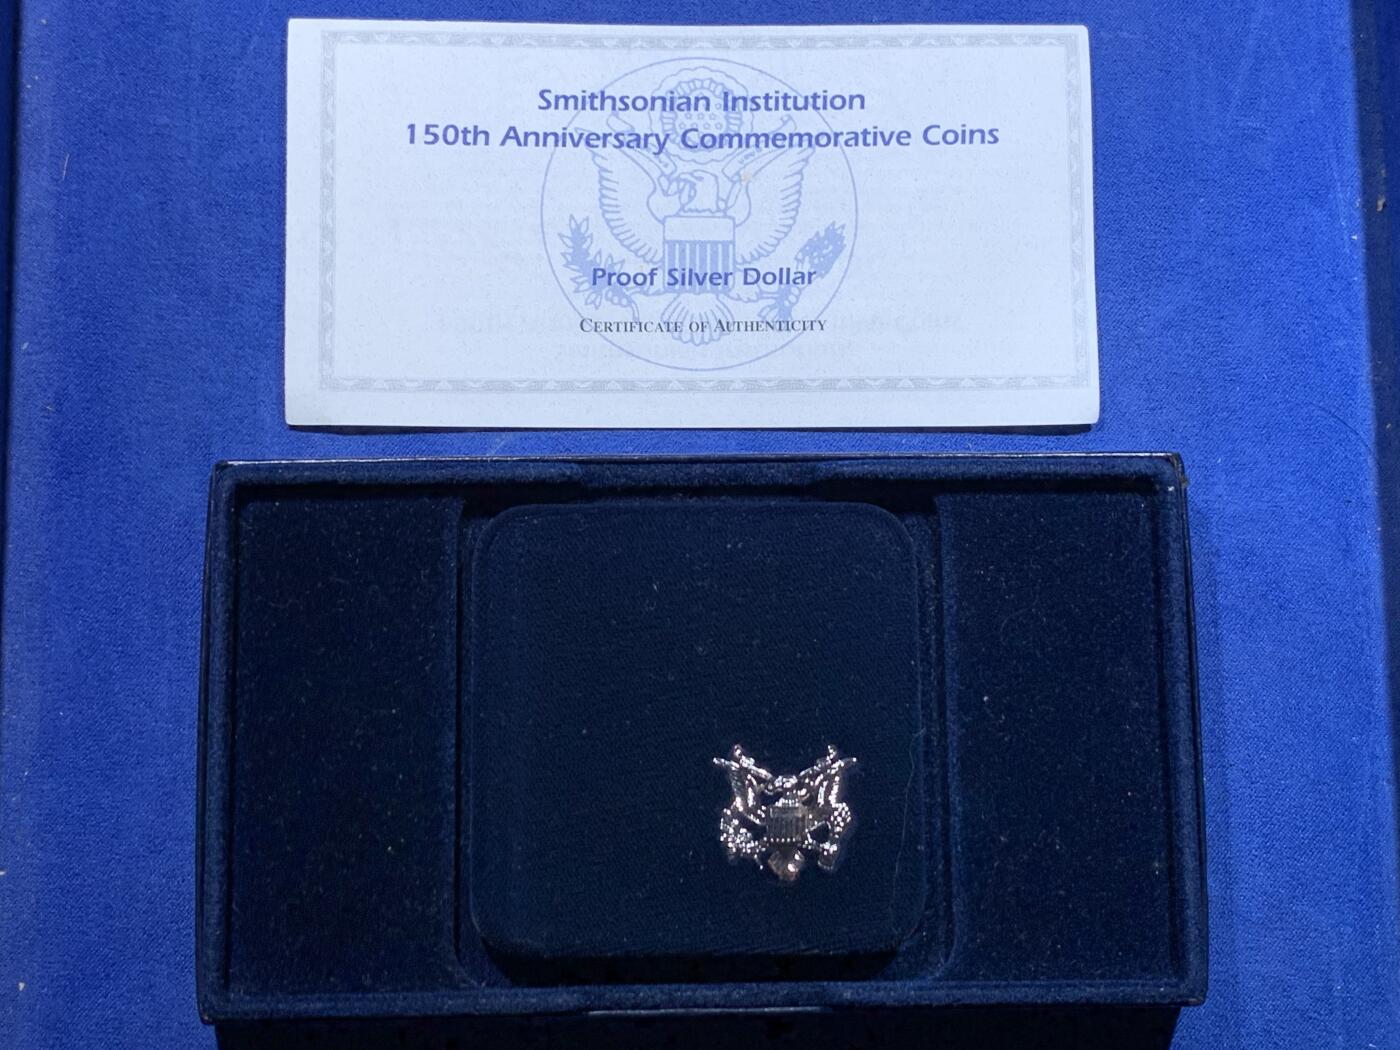 Smithsonian Institution
150th Anniversary Commemorative Coins
Proof Silver Dollar
Certificate of Authenticity